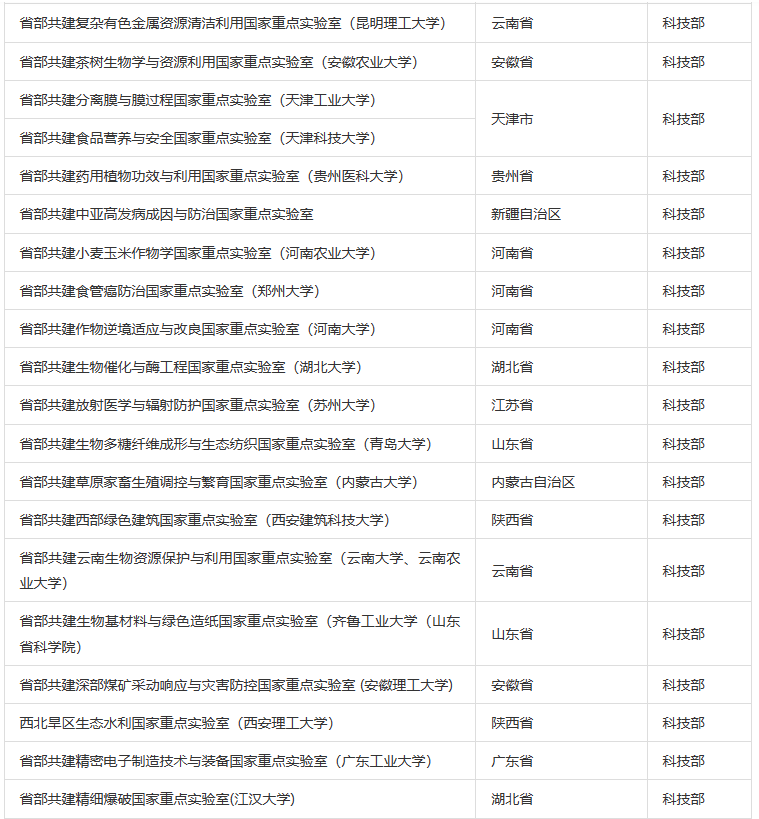 省部共建复杂有色金属资源清洁利用国家重点实验室（昆明理工大学） 云南省 科技部
省部共建茶树生物学与资源利用国家重点实验室（安徽农业大学） 安徽省 科技部
省部共建分离膜与膜过程国家重点实验室（天津工业大学）
天津市 科技部
省部共建食品营养与安全国家重点实验室（天津科技大学）
省部共建药用植物功效与利用国家重点实验室（贵州医科大学） 贵州省 科技部
省部共建中亚高发病成因与防治国家重点实验室 新疆自治区 科技部
省部共建小麦玉米作物学国家重点实验室（河南农业大学） 河南省 科技部
省部共建食管癌防治国家重点实验室（郑州大学） 河南省 科技部
省部共建作物逆境适应与改良国家重点实验室（河南大学） 河南省 科技部
省部共建生物催化与酶工程国家重点实验室（湖北大学） 湖北省 科技部
省部共建放射医学与辐射防护国家重点实验室（苏州大学） 江苏省 科技部
省部共建生物多糖纤维成形与生态纺织国家重点实验室（青岛大学） 山东省 科技部
省部共建草原家畜生殖调控与繁育国家重点实验室（内蒙古大学） 内蒙古自治区 科技部
省部共建西部绿色建筑国家重点实验室（西安建筑科技大学） 陕西省 科技部
省部共建云南生物资源保护与利用国家重点实验室（云南大学、云南农
业大学） 云南省 科技部
省部共建生物基材料与绿色造纸国家重点实验室（齐鲁工业大学（山东
省科学院） 山东省 科技部
省部共建深部煤矿采动响应与灾害防控国家重点实验室 (安徽理工大学) 安徽省 科技部
西北旱区生态水利国家重点实验室（西安理工大学） 陕西省 科技部
省部共建精密电子制造技术与装备国家重点实验室（广东工业大学） 广东省 科技部
省部共建精细爆破国家重点实验室(江汉大学) 湖北省 科技部